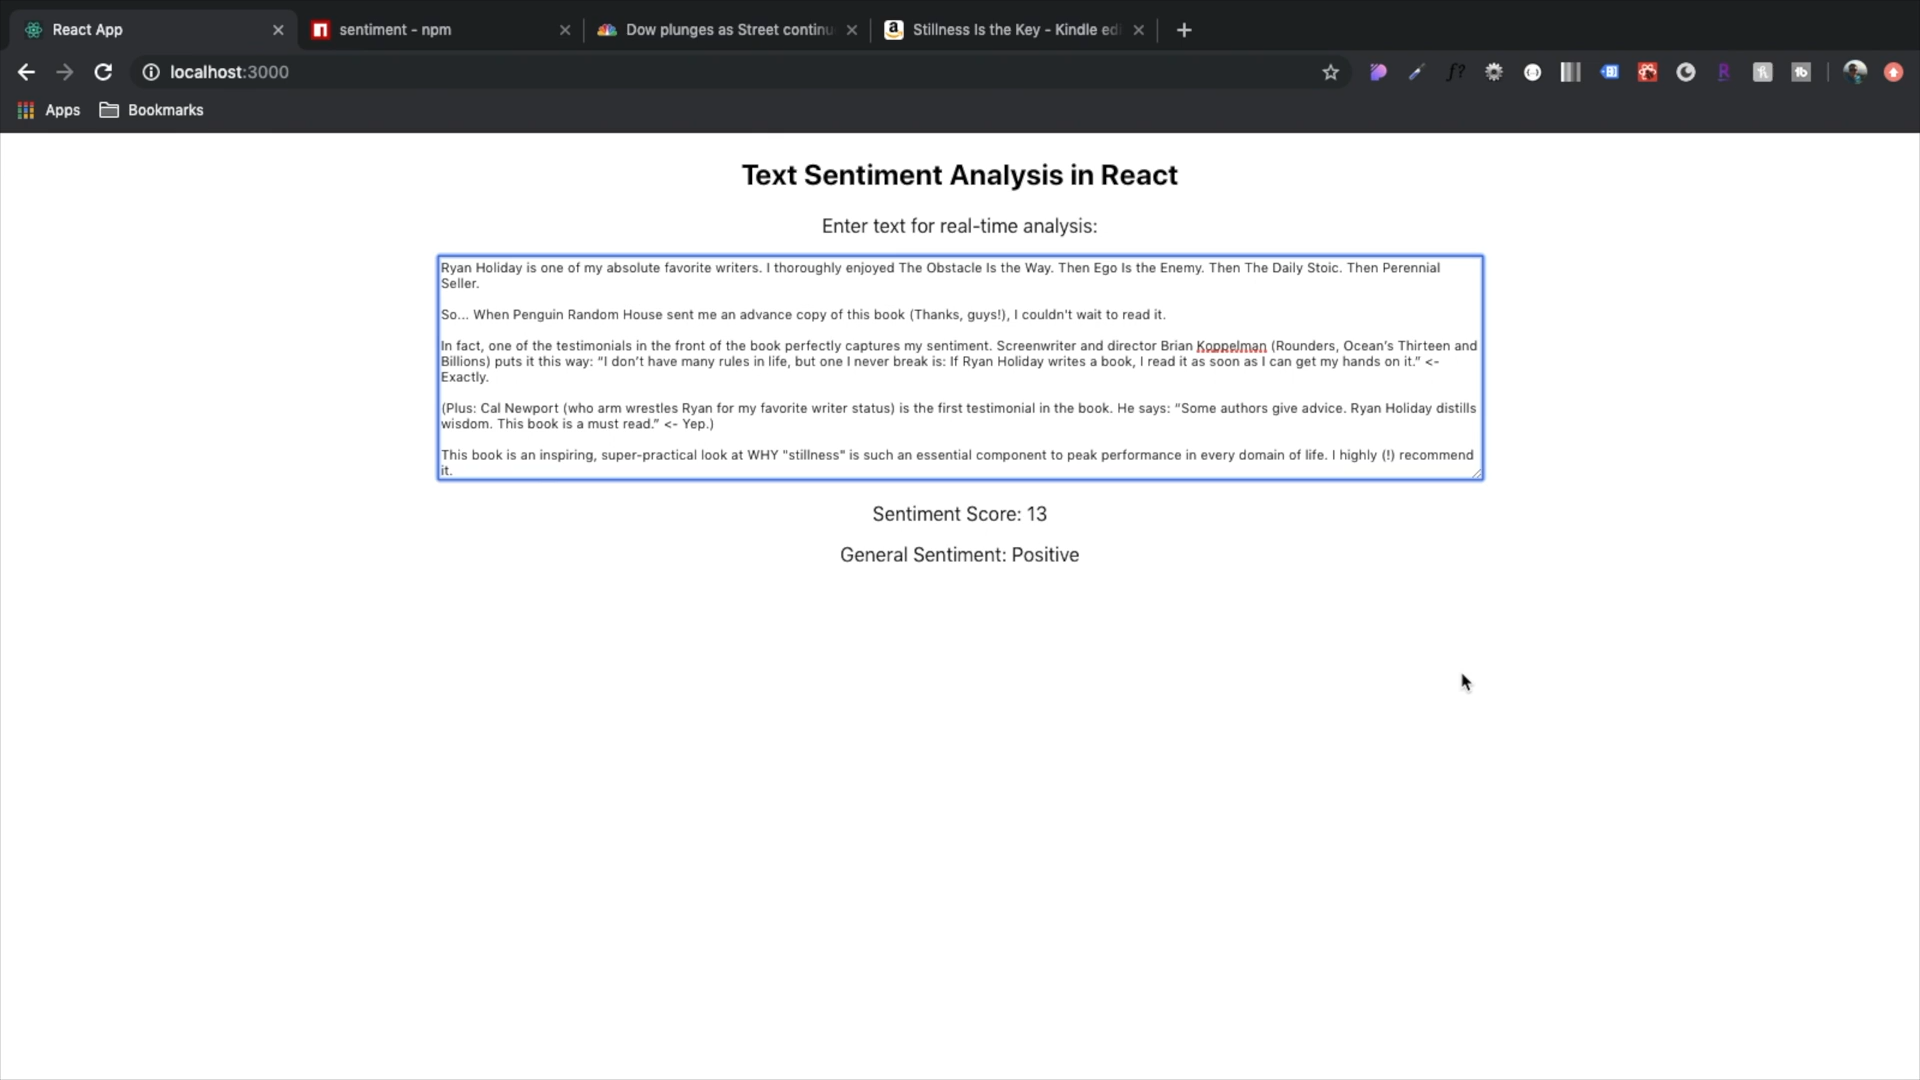 React App
sentiment - npm
Dow plunges as Street continu
Stillness Is the Key - Kindle edi
localhost:3000
Apps
Bookmarks
Text Sentiment Analysis in React
Enter text for real-time analysis:
Ryan Holiday is one of my absolute favorite writers. I thoroughly enjoyed The Obstacle Is the Way. Then Ego Is the Enemy. Then The Daily Stoic. Then Perennial
Seller.
So... When Penguin Random House sent me an advance copy of this book (Thanks, guys!), I couldn't wait to read it.
In fact, one of the testimonials in the front of the book perfectly captures my sentiment. Screenwriter and director Brian Koppelman (Rounders, Ocean’s Thirteen and
Billions) puts it this way: “I don’t have many rules in life, but one I never break is: If Ryan Holiday writes a book, I read it as soon as I can get my hands on it.” <-
Exactly.
(Plus: Cal Newport (who arm wrestles Ryan for my favorite writer status) is the first testimonial in the book. He says: “Some authors give advice. Ryan Holiday distills
wisdom. This book is a must read.” <- Yep.)
This book is an inspiring, super-practical look at WHY "stillness" is such an essential component to peak performance in every domain of life. I highly (!) recommend
it.
Sentiment Score: 13
General Sentiment: Positive